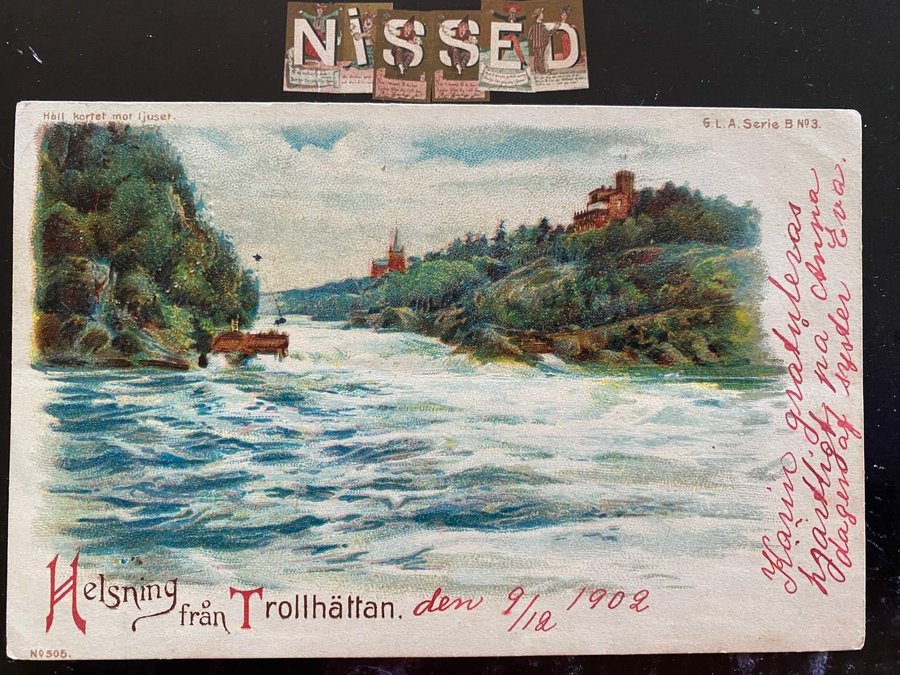 NiSSED
Håll kortet mot ljuset.
G.L.A. Serie B Nº3.
Karin gratuleras
hjärtligt på Anna
dagen af syster Eva.
Helsning
från Trollhättan. den 9/12 1902
Nº505.